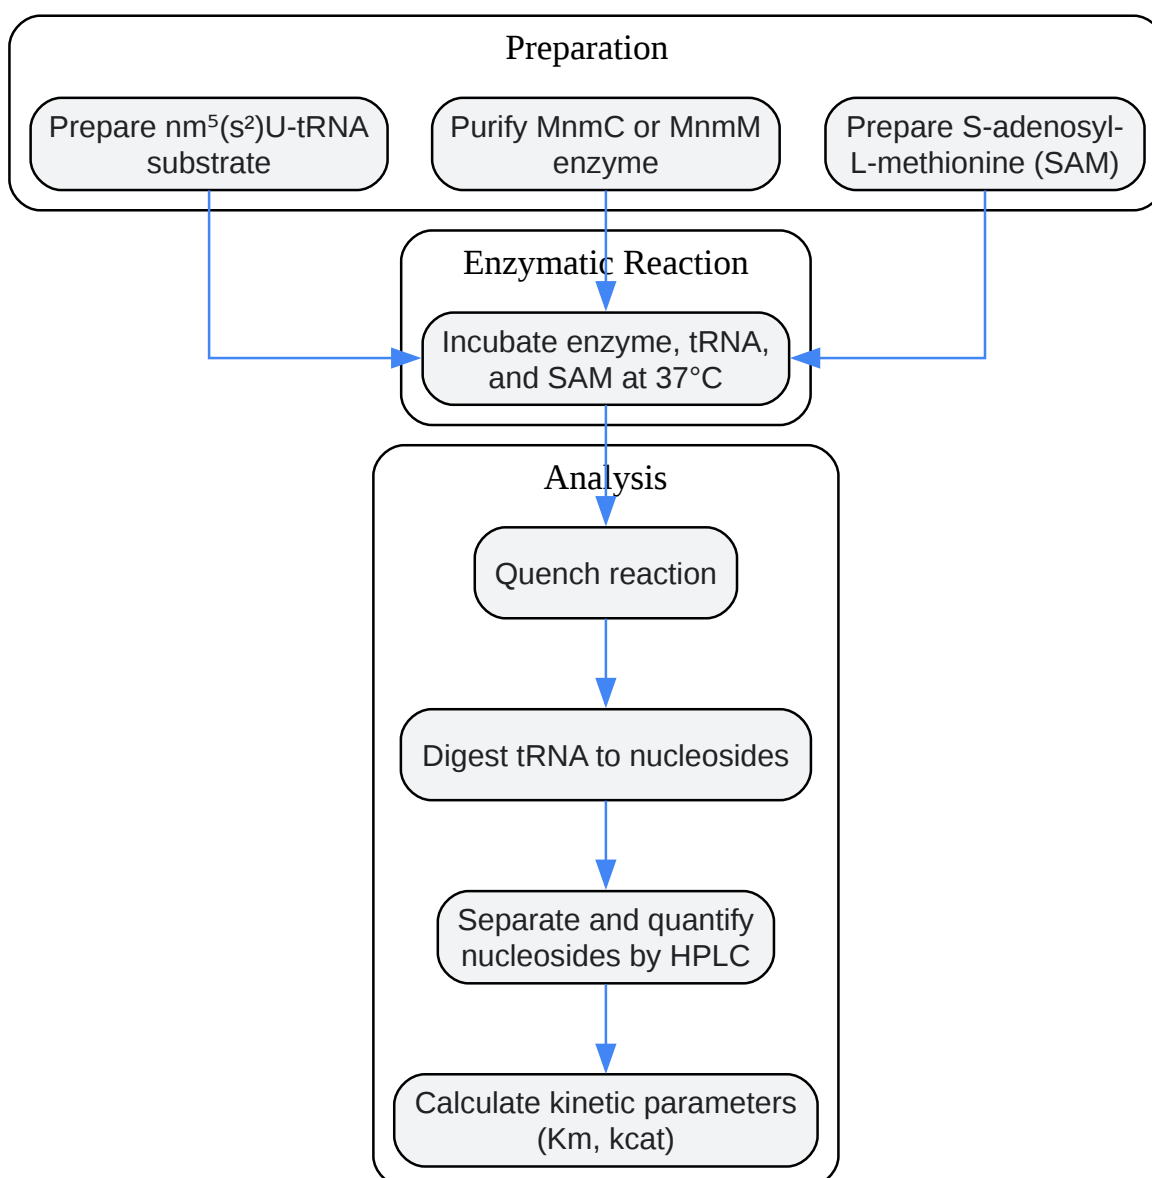 Preparation
Prepare nm⁵(s²)U-tRNA
substrate
Purify MnmC or MnmM
enzyme
Prepare S-adenosyl-
L-methionine (SAM)
Enzymatic Reaction
Incubate enzyme, tRNA,
and SAM at 37°C
Analysis
Quench reaction
Digest tRNA to nucleosides
Separate and quantify
nucleosides by HPLC
Calculate kinetic parameters
(Km, kcat)